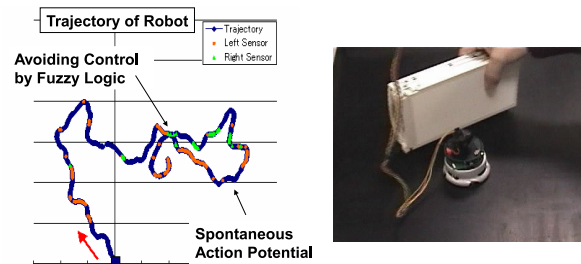 Trajectory of Robot
Trajectory
Left Sensor
Right Sensor
Avoiding Control
by Fuzzy Logic
Spontaneous
Action Potential